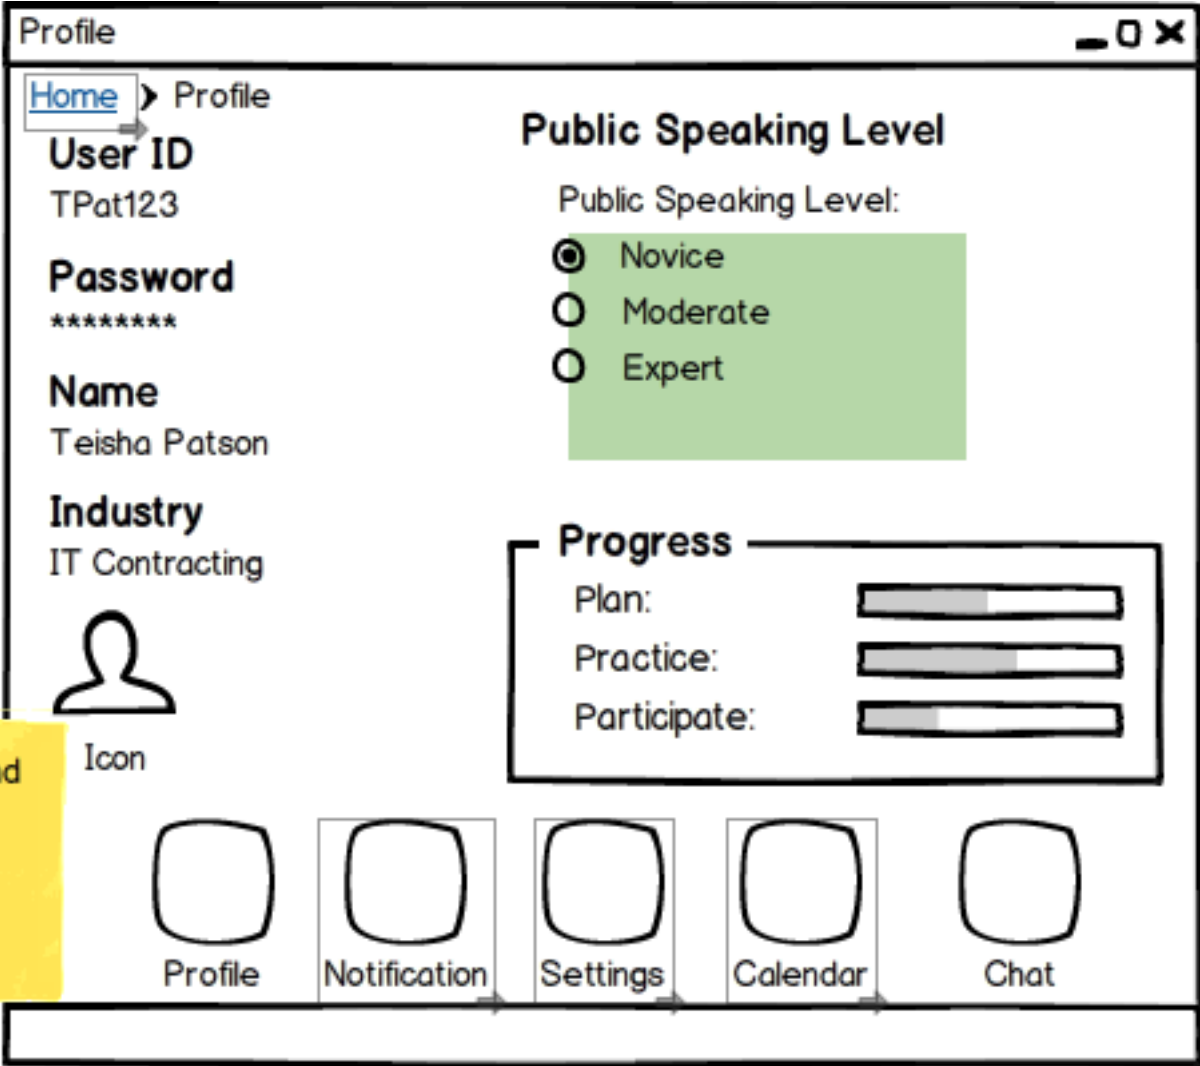 Profile
Home > Profile
User ID
TPat123
Password
********
Name
Teisha Patson
Industry
IT Contracting
Icon
Public Speaking Level
Public Speaking Level:
Novice
Moderate
Expert
Progress
Plan:
Practice:
Participate:
Profile
Notification
Settings
Calendar
Chat